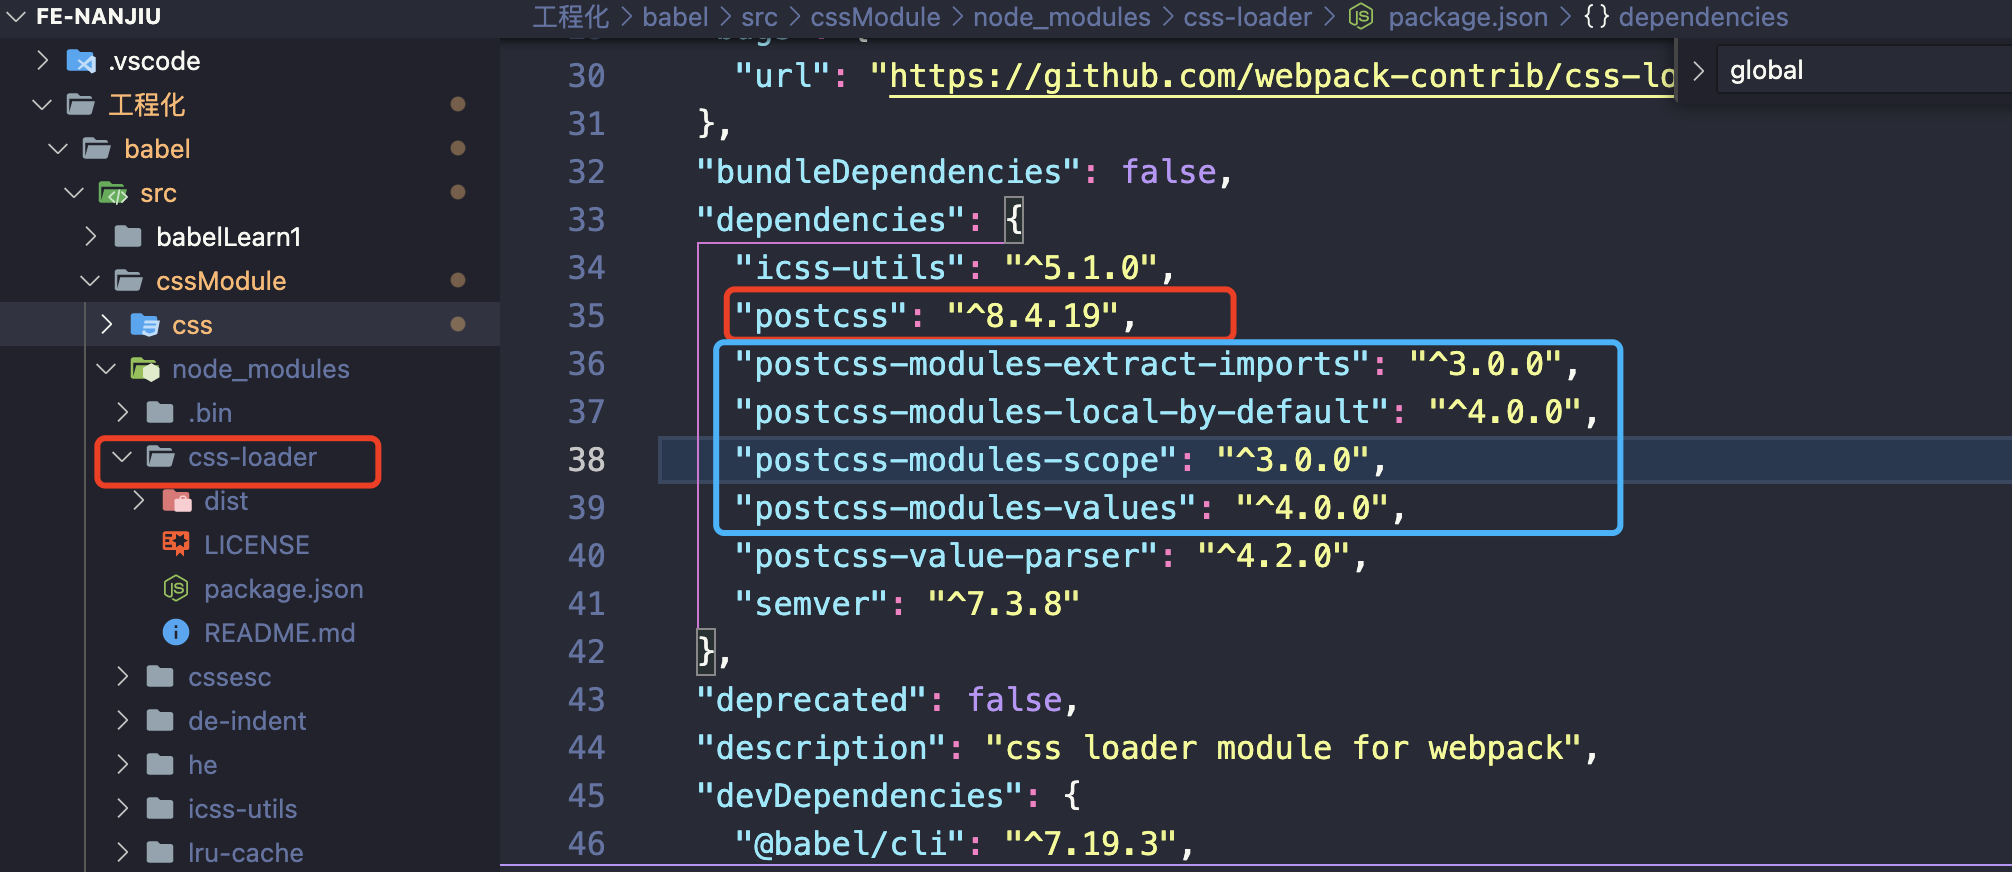 FE-NANJIU
.vscode
工程化
babel
src
babelLearn1
cssModule
css
node_modules
.bin
css-loader
dist
LICENSE
package.json
README.md
cssesc
de-indent
he
icss-utils
lru-cache
工程化 > babel > src > cssModule > node_modules > css-loader > package.json > {} dependencies
global
30 "url": "https://github.com/webpack-contrib/css-lo
31 },
32 "bundleDependencies": false,
33 "dependencies": {
34 "icss-utils": "^5.1.0",
35 "postcss": "^8.4.19",
36 "postcss-modules-extract-imports": "^3.0.0",
37 "postcss-modules-local-by-default": "^4.0.0",
38 "postcss-modules-scope": "^3.0.0",
39 "postcss-modules-values": "^4.0.0",
40 "postcss-value-parser": "^4.2.0",
41 "semver": "^7.3.8"
42 },
43 "deprecated": false,
44 "description": "css loader module for webpack",
45 "devDependencies": {
46 "@babel/cli": "^7.19.3",